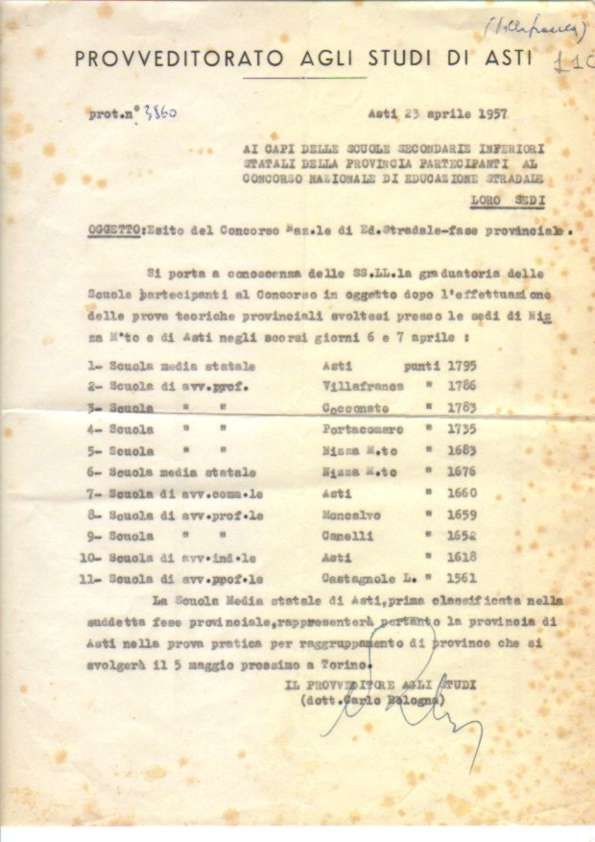 (Villafranca)
PROVVEDITORATO AGLI STUDI DI ASTI 110
prot.n° 3860 Asti 23 aprile 1957
AI CAPI DELLE SCUOLE SECONDARIE INFERIORI
STATALI DELLA PROVINCIA PARTECIPANTI AL
CONCORSO NAZIONALE DI EDUCAZIONE STRADALE
LORO SEDI
OGGETTO:Esito del Concorso Naz.le di Ed.Stradale-fase provinciale.
Si porta a conoscenza delle SS.LL.la graduatoria delle
Scuole partecipanti al Concorso in oggetto dopo l'effettuazione
delle prove teoriche provinciali svoltesi presso le sedi di Niz
za M°to e di Asti negli scorsi giorni 6 e 7 aprile :
1- Scuola media statale Asti punti 1795
2- Scuola di avv.prof. Villafranca " 1786
3- Scuola " " Cocconato " 1783
4- Scuola " " Portacomaro " 1735
5- Scuola " " Nizza M.to " 1683
6- Scuola media statale Nizza M.to " 1676
7- Scuola di avv.comm.le Asti " 1660
8- Scuola di avv.prof.le Moncalvo " 1659
9- Scuola " " Canelli " 1652
10- Scuola di avv.ind.le Asti " 1618
11- Scuola di avv.prof.le Castagnole L. " 1561
La Scuola Media statale di Asti,prima classificata nella
suddetta fase provinciale,rappresenterà pertanto la provincia di
Asti nella prova pratica per raggruppamento di province che si
svolgerà il 5 maggio prossimo a Torino.
IL PROVVEDITORE AGLI STUDI
(dott.Carlo Bologna)